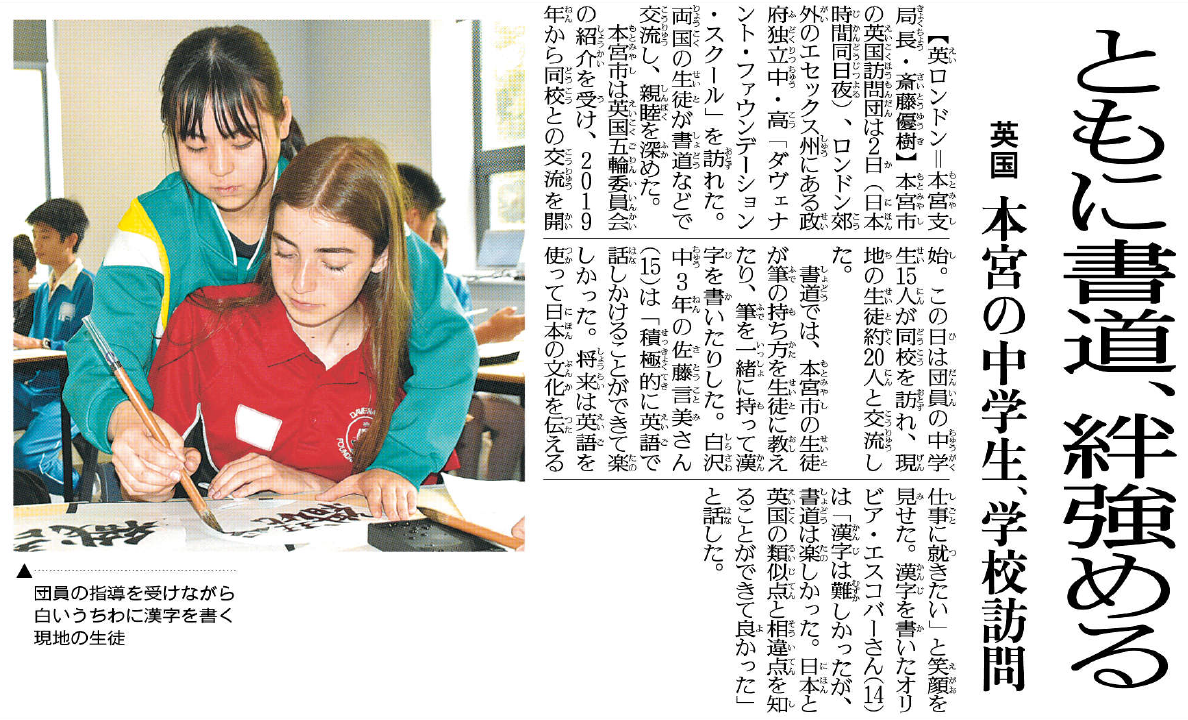 ともに書道、絆強める
英国 本宮の中学生、学校訪問
【英ロンドン＝本宮支
局長・斎藤優樹】本宮市
の英国訪問団は2日（日本
時間同日夜）、ロンドン郊
外のエセックス州にある政
府独立中・高「ダヴェナ
ント・ファウンデーション
・スクール」を訪れた。
両国の生徒が書道などで
交流し、親睦を深めた。
本宮市は英国五輪委員会
の紹介を受け、2019
年から同校との交流を開
始。この日は団員の中学
生15人が同校を訪れ、現
地の生徒約20人と交流し
た。
書道では、本宮市の生徒
が筆の持ち方を生徒に教え
たり、筆を一緒に持って漢
字を書いたりした。白沢
中3年の佐藤言美さん
(15)は「積極的に英語で
話しかけることができて楽
しかった。将来は英語を
使って日本の文化を伝える
仕事に就きたい」と笑顔を
見せた。漢字を書いたオリ
ビア・エスコバーさん(14)
は「漢字は難しかったが、
書道は楽しかった。日本と
英国の類似点と相違点を知
ることができて良かった」
と話した。
▲
団員の指導を受けながら
白いうちわに漢字を書く
現地の生徒